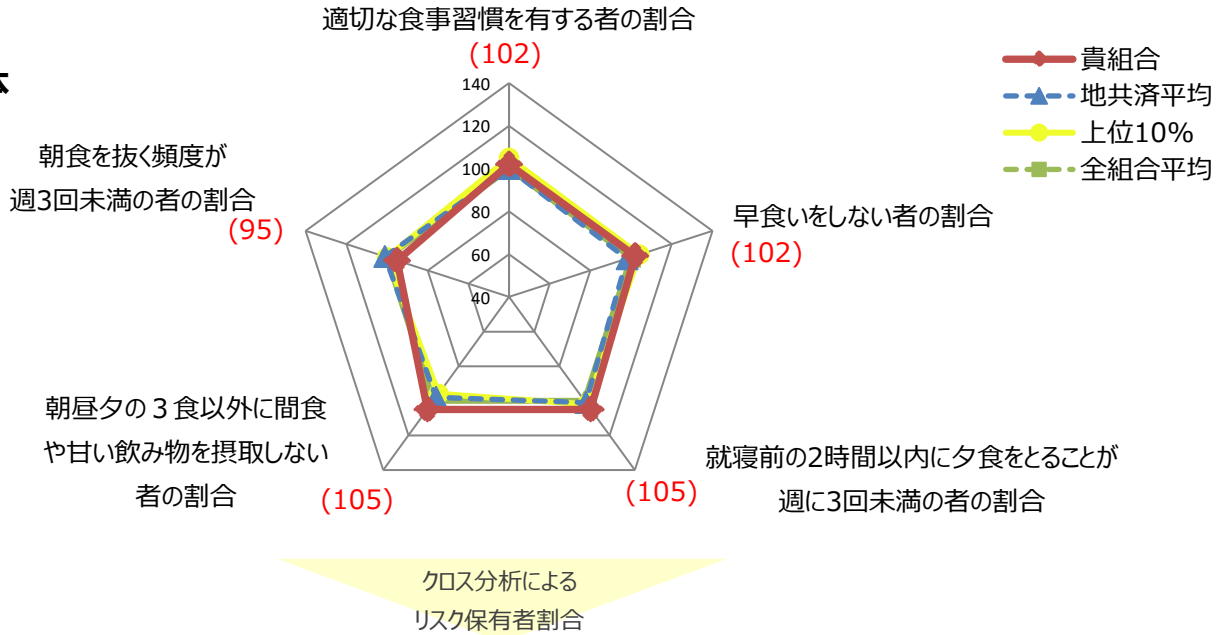 適切な食事習慣を有する者の割合
(102)
体
貴組合
地共済平均
上位10%
全組合平均
140
120
100
80
60
40
朝食を抜く頻度が
週3回未満の者の割合
(95)
早食いをしない者の割合
(102)
朝昼夕の３食以外に間食
や甘い飲み物を摂取しない
者の割合
(105)
就寝前の2時間以内に夕食をとることが
週に3回未満の者の割合
(105)
クロス分析による
リスク保有者割合